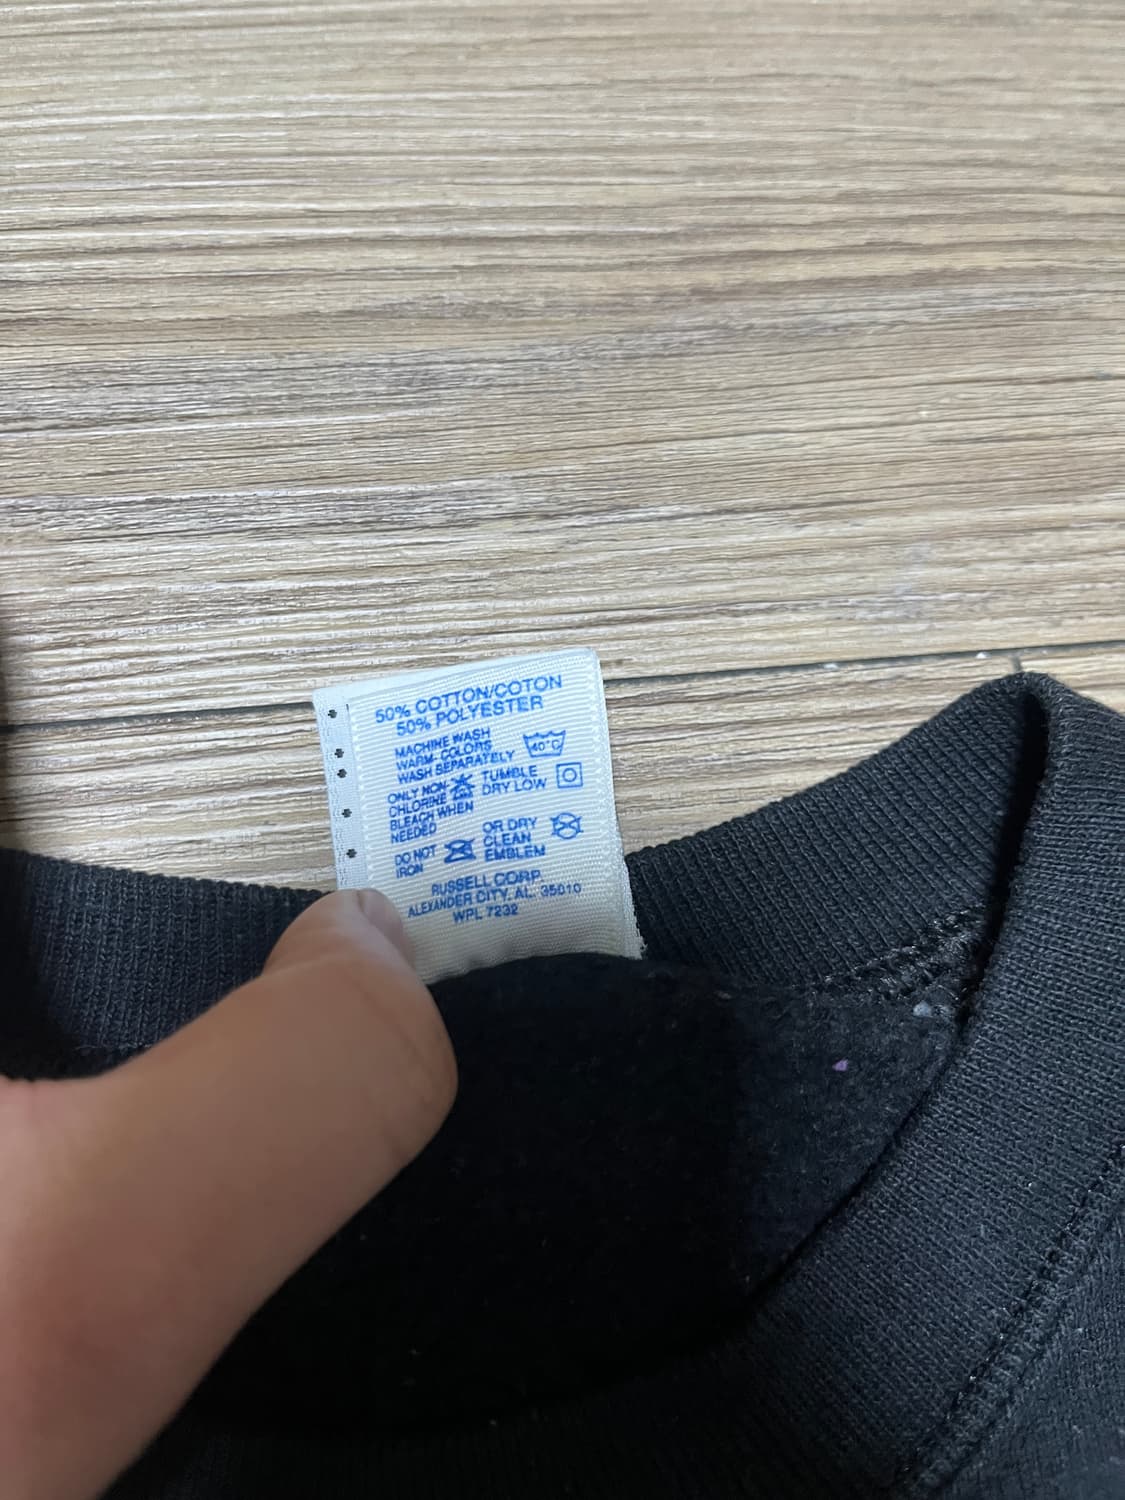 50% COTTON/COTON
50% POLYESTER
MACHINE WASH
WARM- COLORS
WASH SEPARATELY
40°C
ONLY NON-
CHLORINE
BLEACH WHEN
NEEDED
TUMBLE
DRY LOW
DO NOT
IRON
OR DRY
CLEAN
EMBLEM
RUSSELL CORP.
ALEXANDER CITY, AL. 35010
WPL 7232